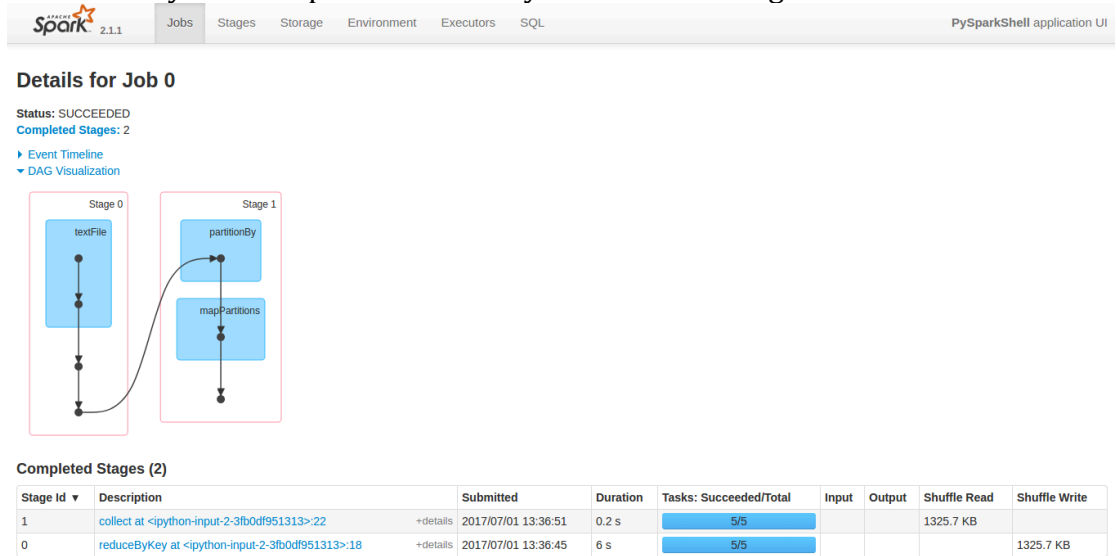 APACHE
Spark 2.1.1 Jobs Stages Storage Environment Executors SQL PySparkShell application UI
Details for Job 0
Status: SUCCEEDED
Completed Stages: 2
Event Timeline
DAG Visualization
Stage 0 Stage 1
textFile partitionBy
mapPartitions
Completed Stages (2)
Stage Id ▼ Description Submitted Duration Tasks: Succeeded/Total Input Output Shuffle Read Shuffle Write
1 collect at <ipython-input-2-3fb0df951313>:22 +details 2017/07/01 13:36:51 0.2 s 5/5 1325.7 KB
0 reduceByKey at <ipython-input-2-3fb0df951313>:18 +details 2017/07/01 13:36:45 6 s 5/5 1325.7 KB